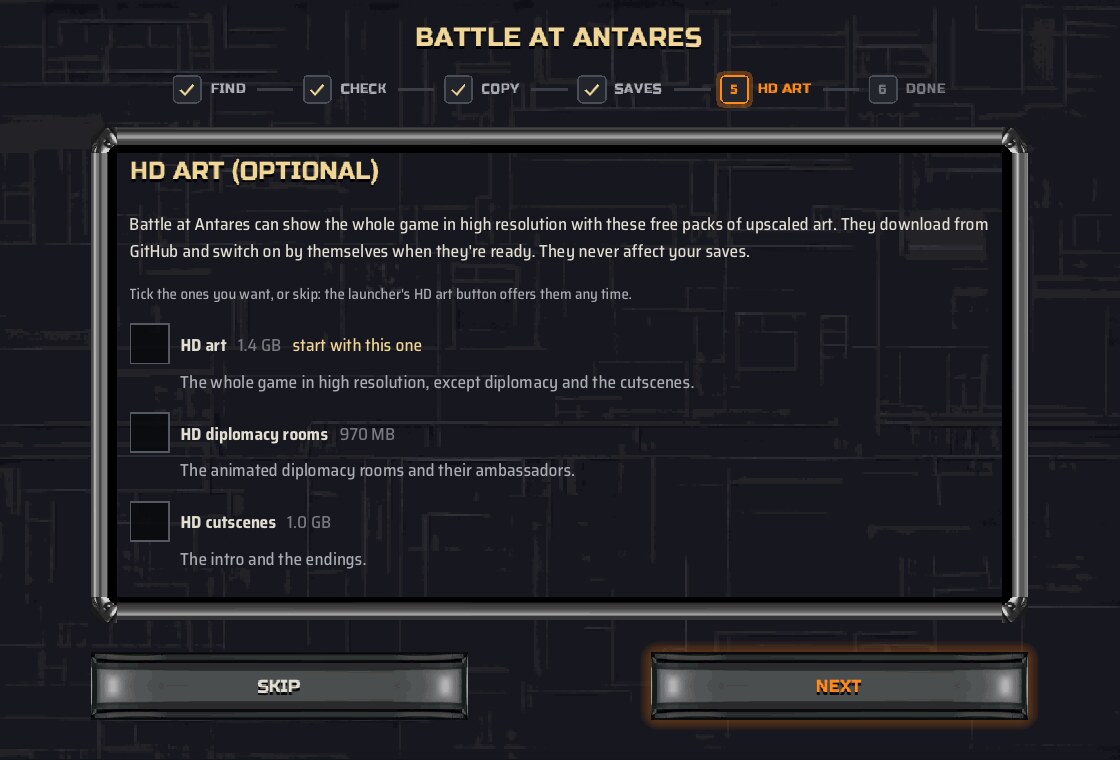 BATTLE AT ANTARES
FIND CHECK COPY SAVES 5 HD ART 6 DONE
HD ART (OPTIONAL)
Battle at Antares can show the whole game in high resolution with these free packs of upscaled art. They download from
GitHub and switch on by themselves when they're ready. They never affect your saves.
Tick the ones you want, or skip: the launcher's HD art button offers them any time.
HD art 1.4 GB start with this one
The whole game in high resolution, except diplomacy and the cutscenes.
HD diplomacy rooms 970 MB
The animated diplomacy rooms and their ambassadors.
HD cutscenes 1.0 GB
The intro and the endings.
SKIP NEXT